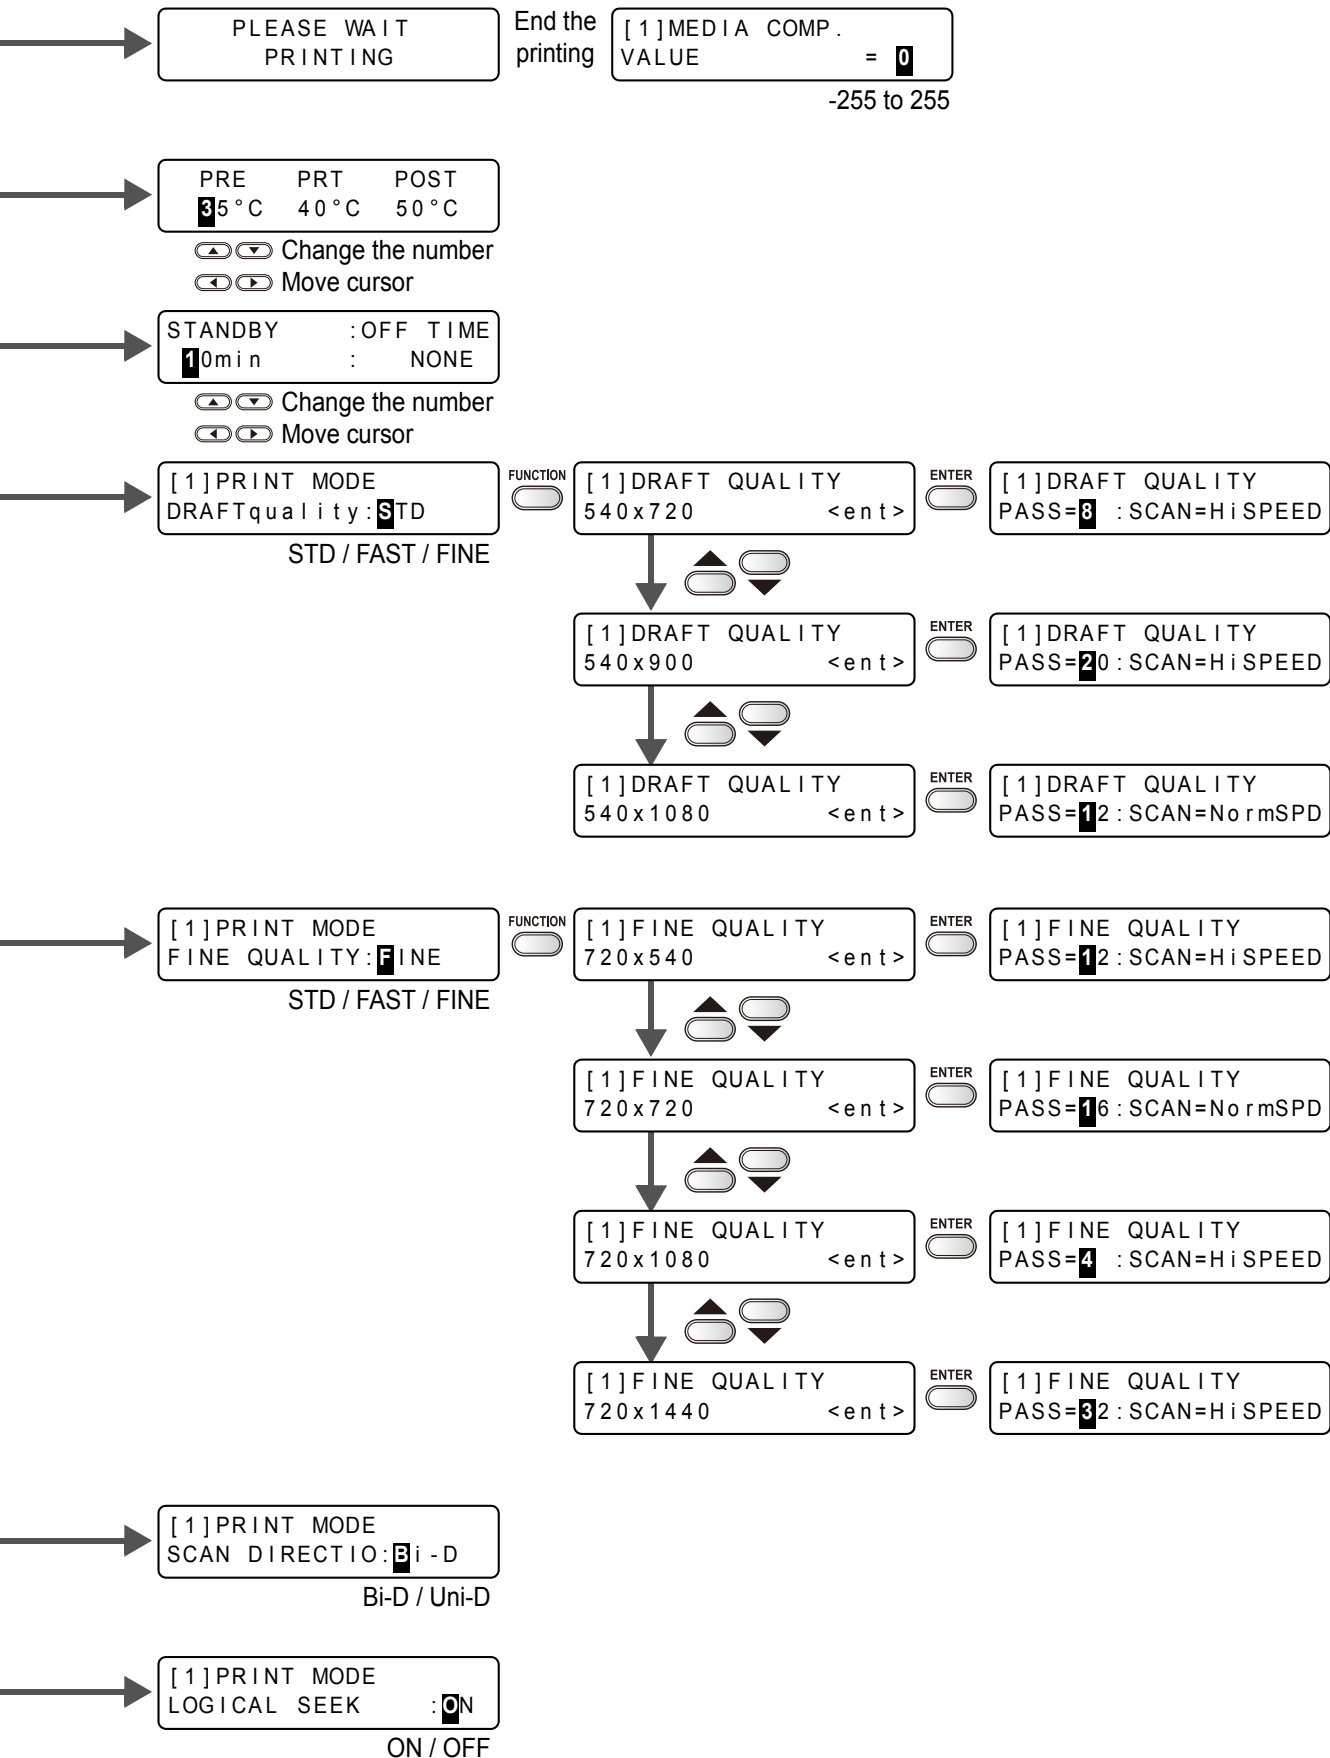 PLEASE WAIT
PRINTING
End the
printing
[1]MEDIA COMP.
VALUE = 0
-255 to 255
PRE PRT POST
35°C 40°C 50°C
Change the number
Move cursor
STANDBY :OFF TIME
10min : NONE
Change the number
Move cursor
[1]PRINT MODE
DRAFTquality:STD
STD / FAST / FINE
FUNCTION
[1]DRAFT QUALITY
540x720 <ent>
ENTER
[1]DRAFT QUALITY
PASS=8 :SCAN=HiSPEED
[1]DRAFT QUALITY
540x900 <ent>
ENTER
[1]DRAFT QUALITY
PASS=20:SCAN=HiSPEED
[1]DRAFT QUALITY
540x1080 <ent>
ENTER
[1]DRAFT QUALITY
PASS=12:SCAN=NormSPD
[1]PRINT MODE
FINE QUALITY:FINE
STD / FAST / FINE
FUNCTION
[1]FINE QUALITY
720x540 <ent>
ENTER
[1]FINE QUALITY
PASS=12:SCAN=HiSPEED
[1]FINE QUALITY
720x720 <ent>
ENTER
[1]FINE QUALITY
PASS=16:SCAN=NormSPD
[1]FINE QUALITY
720x1080 <ent>
ENTER
[1]FINE QUALITY
PASS=4 :SCAN=HiSPEED
[1]FINE QUALITY
720x1440 <ent>
ENTER
[1]FINE QUALITY
PASS=32:SCAN=HiSPEED
[1]PRINT MODE
SCAN DIRECTIO:Bi-D
Bi-D / Uni-D
[1]PRINT MODE
LOGICAL SEEK :ON
ON / OFF